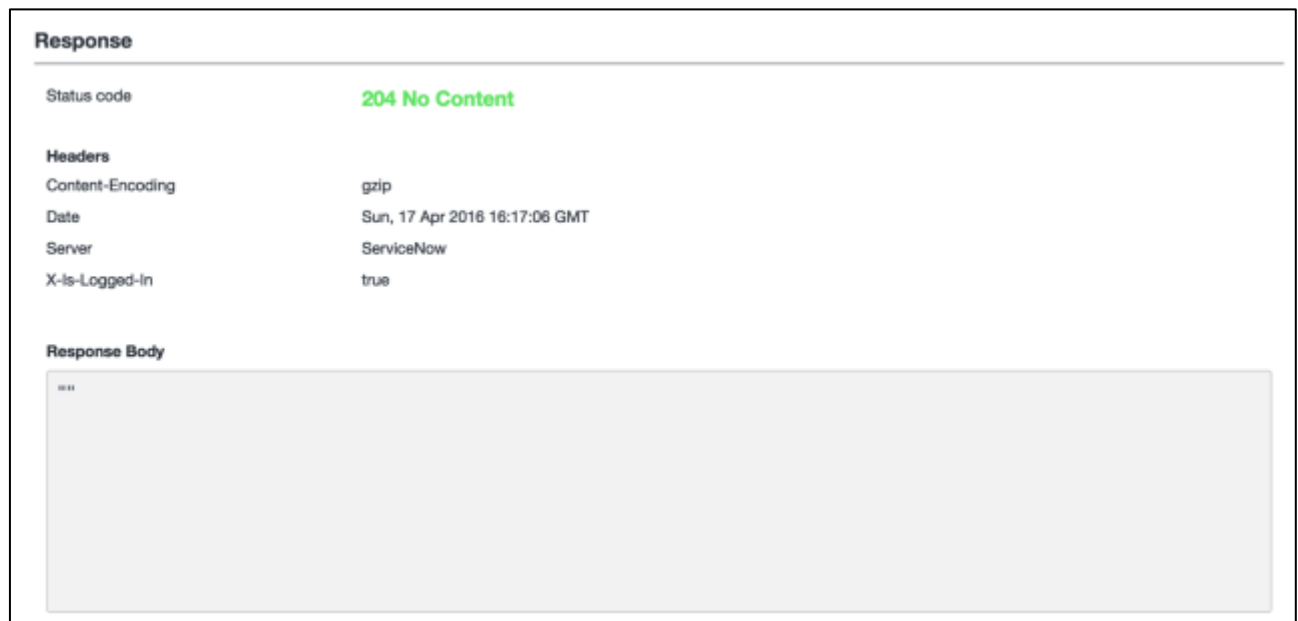 Response
Status code 204 No Content
Headers
Content-Encoding gzip
Date Sun, 17 Apr 2016 16:17:06 GMT
Server ServiceNow
X-Is-Logged-In true
Response Body
""